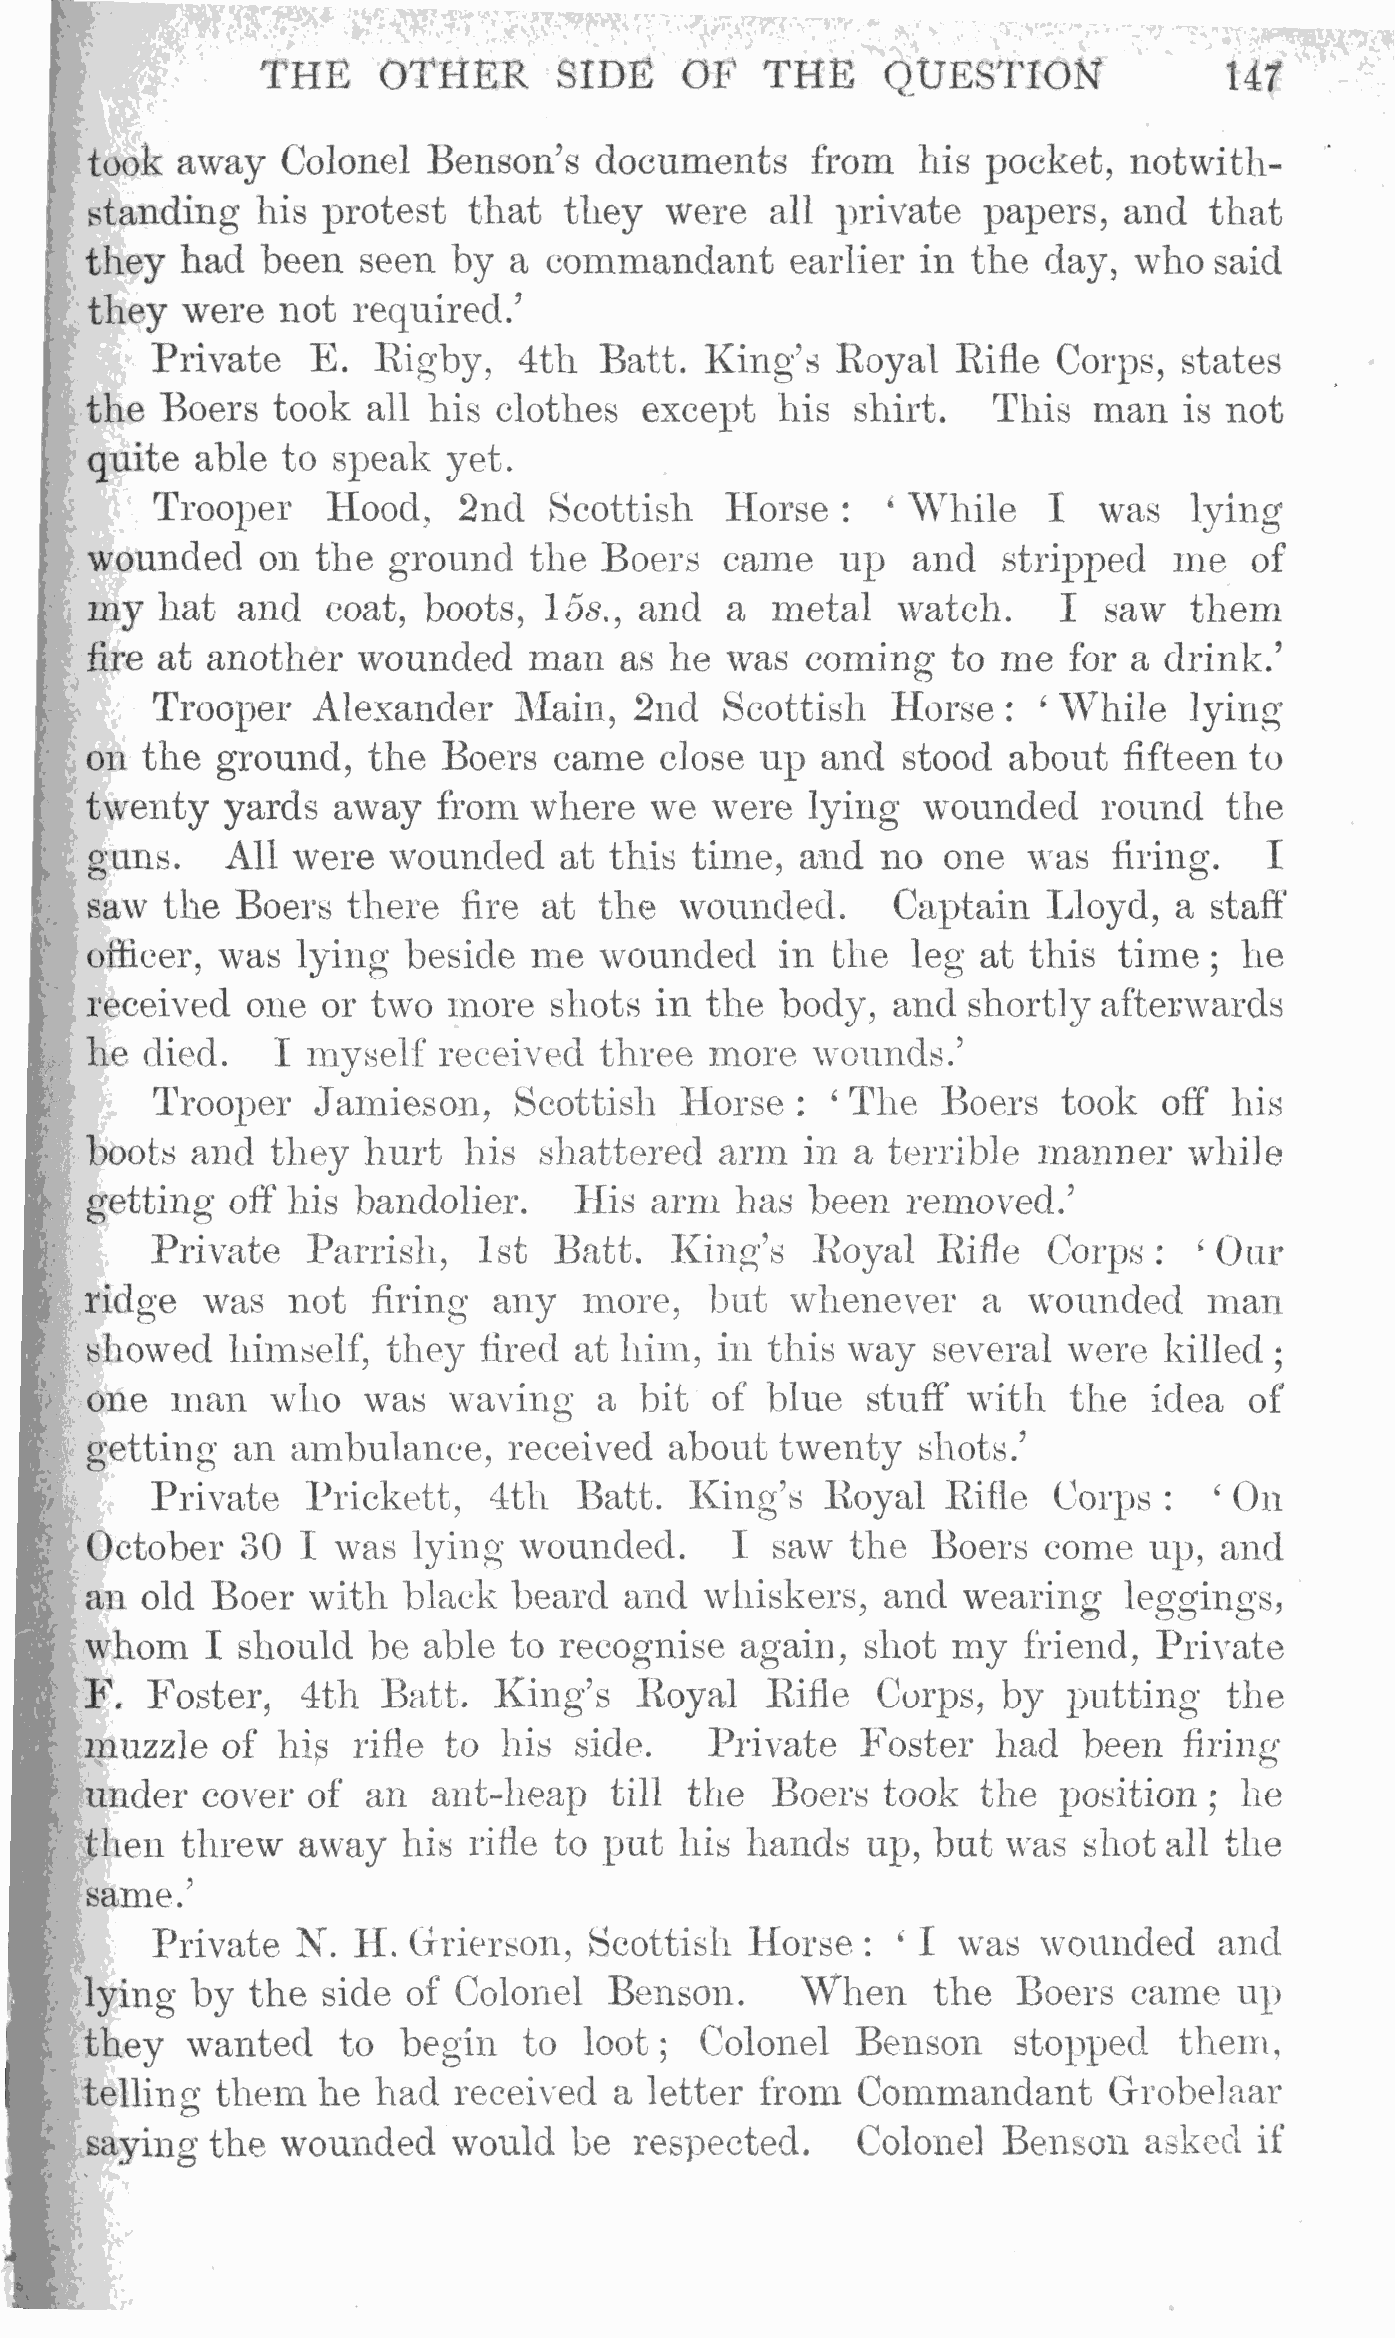 THE OTHER SIDE OF THE QUESTION 147
took away Colonel Benson's documents from his pocket, notwith-
standing his protest that they were all private papers, and that
they had been seen by a commandant earlier in the day, who said
they were not required.'
Private E. Rigby, 4th Batt. King's Royal Rifle Corps, states
the Boers took all his clothes except his shirt. This man is not
quite able to speak yet.
Trooper Hood, 2nd Scottish Horse : ' While I was lying
wounded on the ground the Boers came up and stripped me of
my hat and coat, boots, 15s., and a metal watch. I saw them
fire at another wounded man as he was coming to me for a drink.'
Trooper Alexander Main, 2nd Scottish Horse : ' While lying
on the ground, the Boers came close up and stood about fifteen to
twenty yards away from where we were lying wounded round the
guns. All were wounded at this time, and no one was firing. I
saw the Boers there fire at the wounded. Captain Lloyd, a staff
officer, was lying beside me wounded in the leg at this time ; he
received one or two more shots in the body, and shortly afterwards
he died. I myself received three more wounds.'
Trooper Jamieson, Scottish Horse : ' The Boers took off his
boots and they hurt his shattered arm in a terrible manner while
getting off his bandolier. His arm has been removed.'
Private Parrish, 1st Batt. King's Royal Rifle Corps : ' Our
ridge was not firing any more, but whenever a wounded man
showed himself, they fired at him, in this way several were killed ;
one man who was waving a bit of blue stuff with the idea of
getting an ambulance, received about twenty shots.'
Private Prickett, 4th Batt. King's Royal Rifle Corps : ' On
October 30 I was lying wounded. I saw the Boers come up, and
an old Boer with black beard and whiskers, and wearing leggings,
whom I should be able to recognise again, shot my friend, Private
F. Foster, 4th Batt. King's Royal Rifle Corps, by putting the
muzzle of his rifle to his side. Private Foster had been firing
under cover of an ant-heap till the Boers took the position ; he
then threw away his rifle to put his hands up, but was shot all the
same.'
Private N. H. Grierson, Scottish Horse : ' I was wounded and
lying by the side of Colonel Benson. When the Boers came up
they wanted to begin to loot ; Colonel Benson stopped them,
telling them he had received a letter from Commandant Grobelaar
saying the wounded would be respected. Colonel Benson asked if